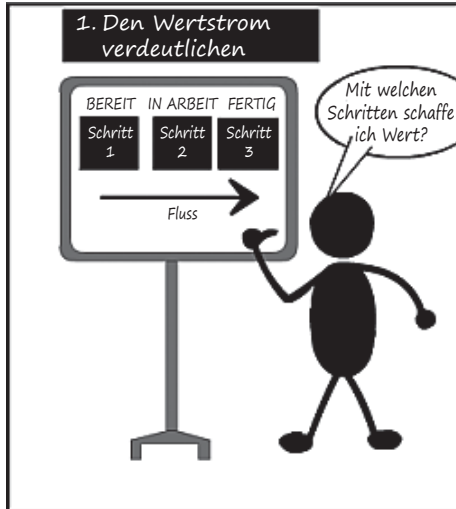 1. Den Wertstrom
verdeutlichen
BEREIT IN ARBEIT FERTIG
Schritt Schritt Schritt
1 2 3
Fluss
Mit welchen
Schritten schaffe
ich Wert?